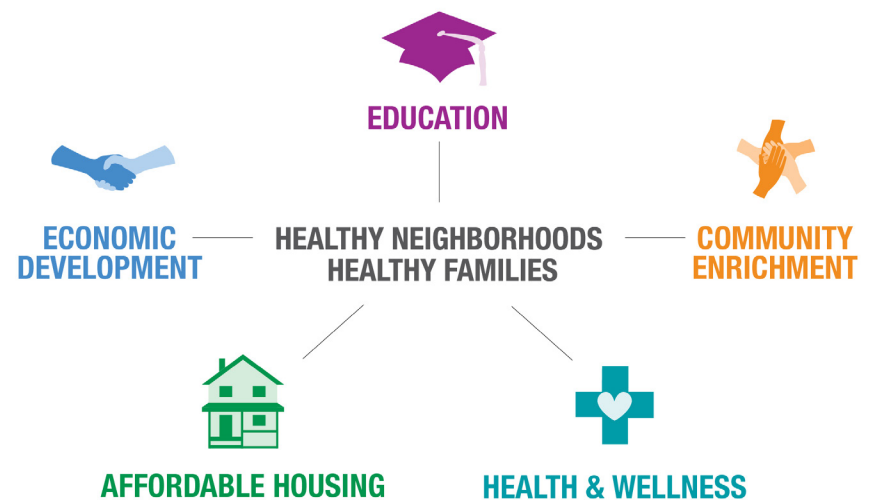 EDUCATION
ECONOMIC
DEVELOPMENT
HEALTHY NEIGHBORHOODS
HEALTHY FAMILIES
COMMUNITY
ENRICHMENT
AFFORDABLE HOUSING
HEALTH & WELLNESS